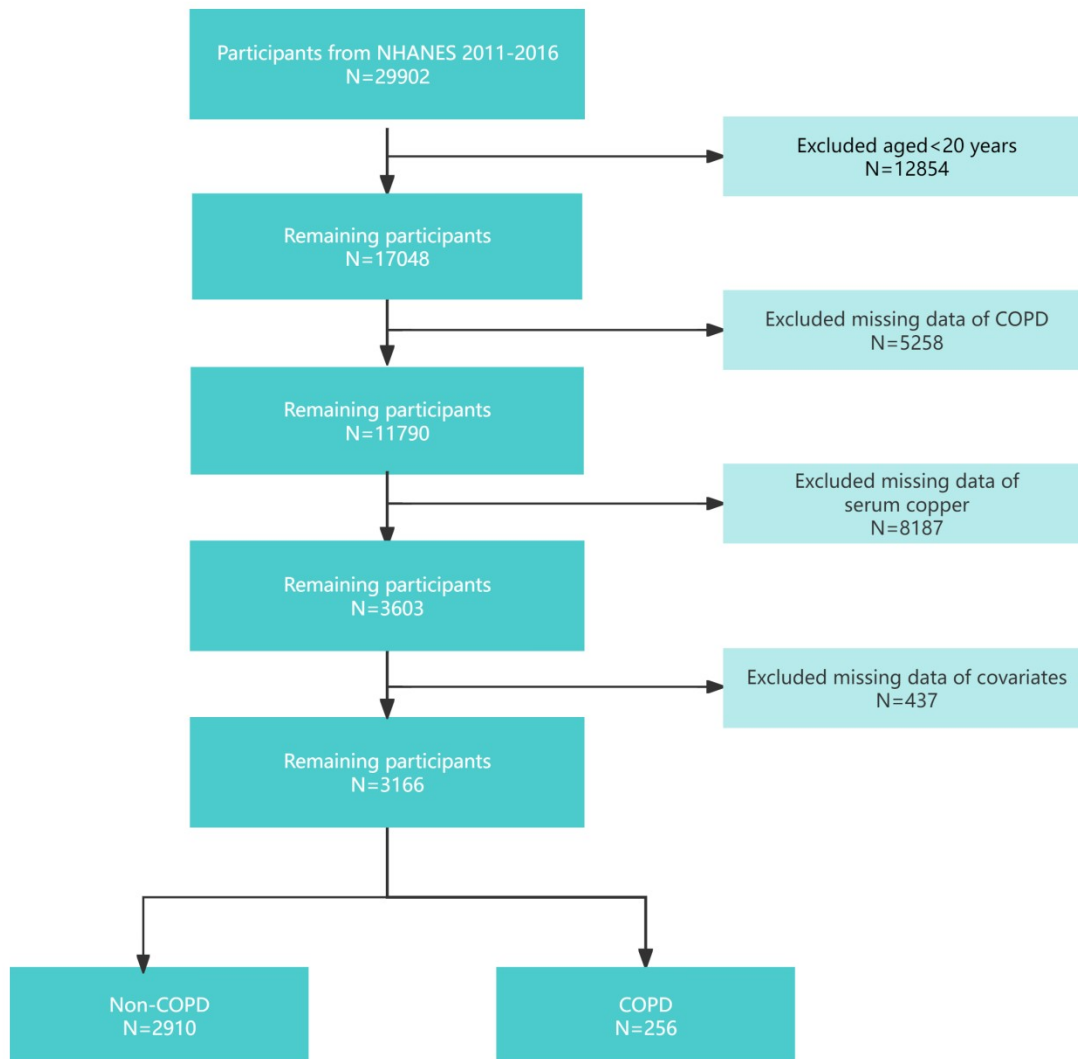 Participants from NHANES 2011-2016
N=29902
Excluded aged<20 years
N=12854
Remaining participants
N=17048
Excluded missing data of COPD
N=5258
Remaining participants
N=11790
Excluded missing data of
serum copper
N=8187
Remaining participants
N=3603
Excluded missing data of covariates
N=437
Remaining participants
N=3166
Non-COPD
N=2910
COPD
N=256